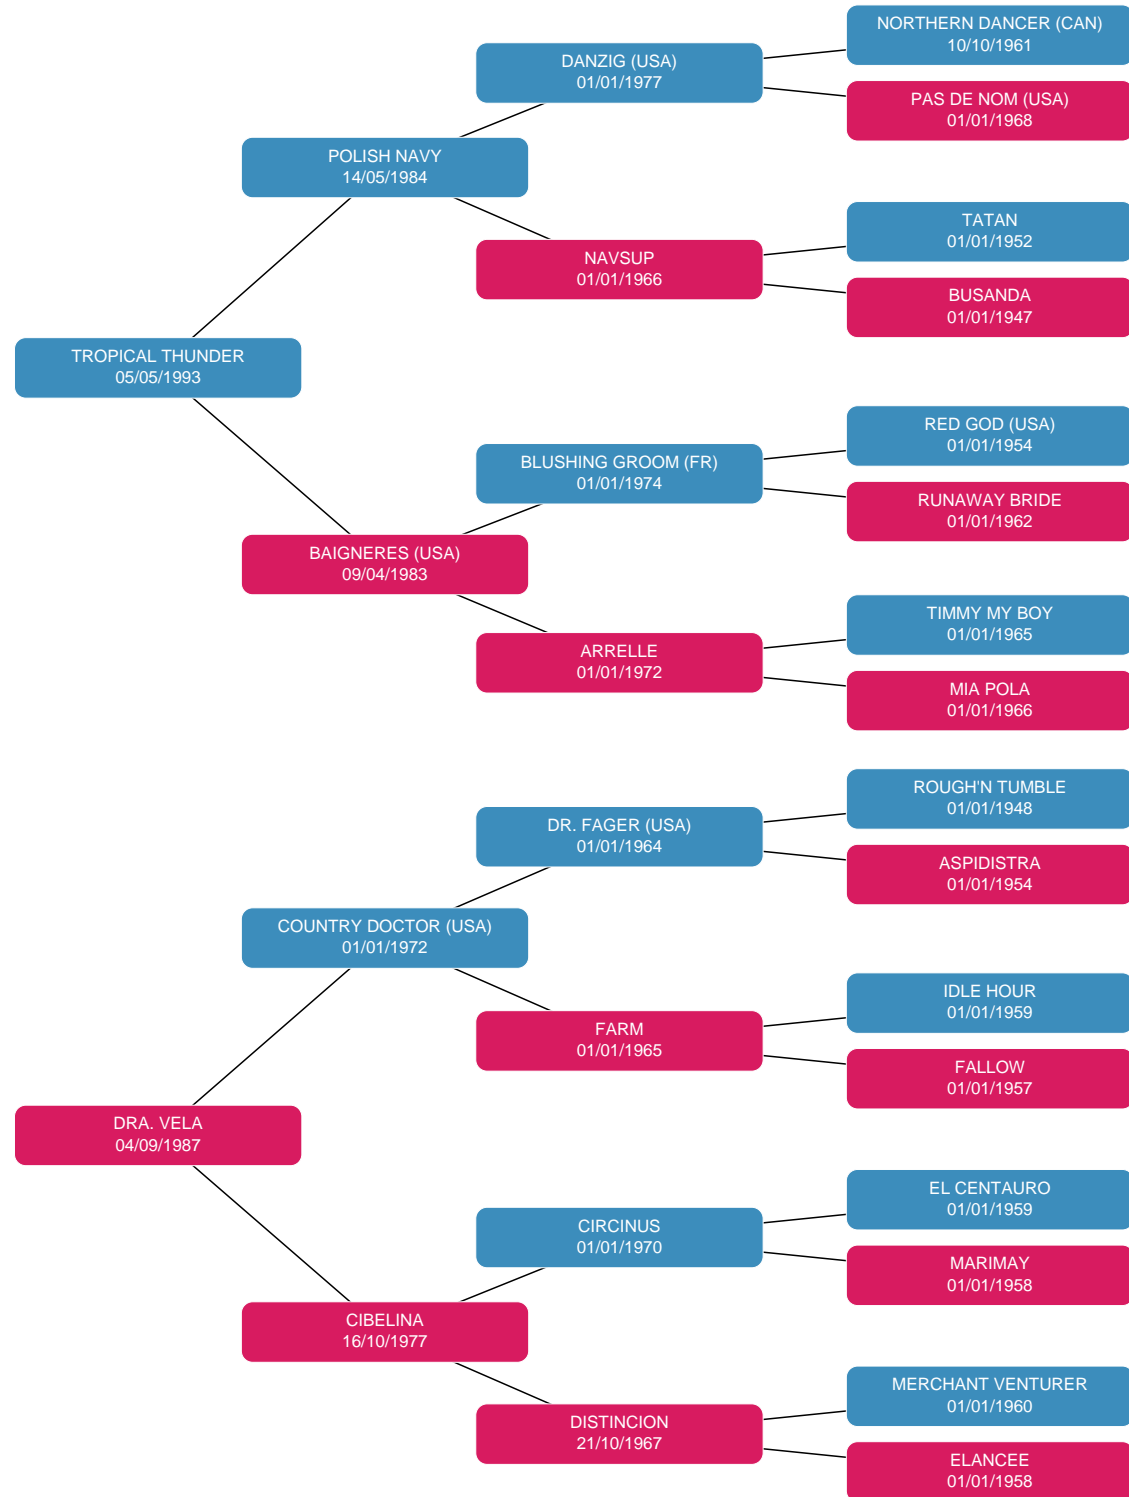 NORTHERN DANCER (CAN)
10/10/1961
DANZIG (USA)
01/01/1977
PAS DE NOM (USA)
01/01/1968
POLISH NAVY
14/05/1984
TATAN
01/01/1952
NAVSUP
01/01/1966
BUSANDA
01/01/1947
TROPICAL THUNDER
05/05/1993
RED GOD (USA)
01/01/1954
BLUSHING GROOM (FR)
01/01/1974
RUNAWAY BRIDE
01/01/1962
BAIGNERES (USA)
09/04/1983
TIMMY MY BOY
01/01/1965
ARRELLE
01/01/1972
MIA POLA
01/01/1966
ROUGH'N TUMBLE
01/01/1948
DR. FAGER (USA)
01/01/1964
ASPIDISTRA
01/01/1954
COUNTRY DOCTOR (USA)
01/01/1972
IDLE HOUR
01/01/1959
FARM
01/01/1965
FALLOW
01/01/1957
DRA. VELA
04/09/1987
EL CENTAURO
01/01/1959
CIRCINUS
01/01/1970
MARIMAY
01/01/1958
CIBELINA
16/10/1977
MERCHANT VENTURER
01/01/1960
DISTINCION
21/10/1967
ELANCEE
01/01/1958